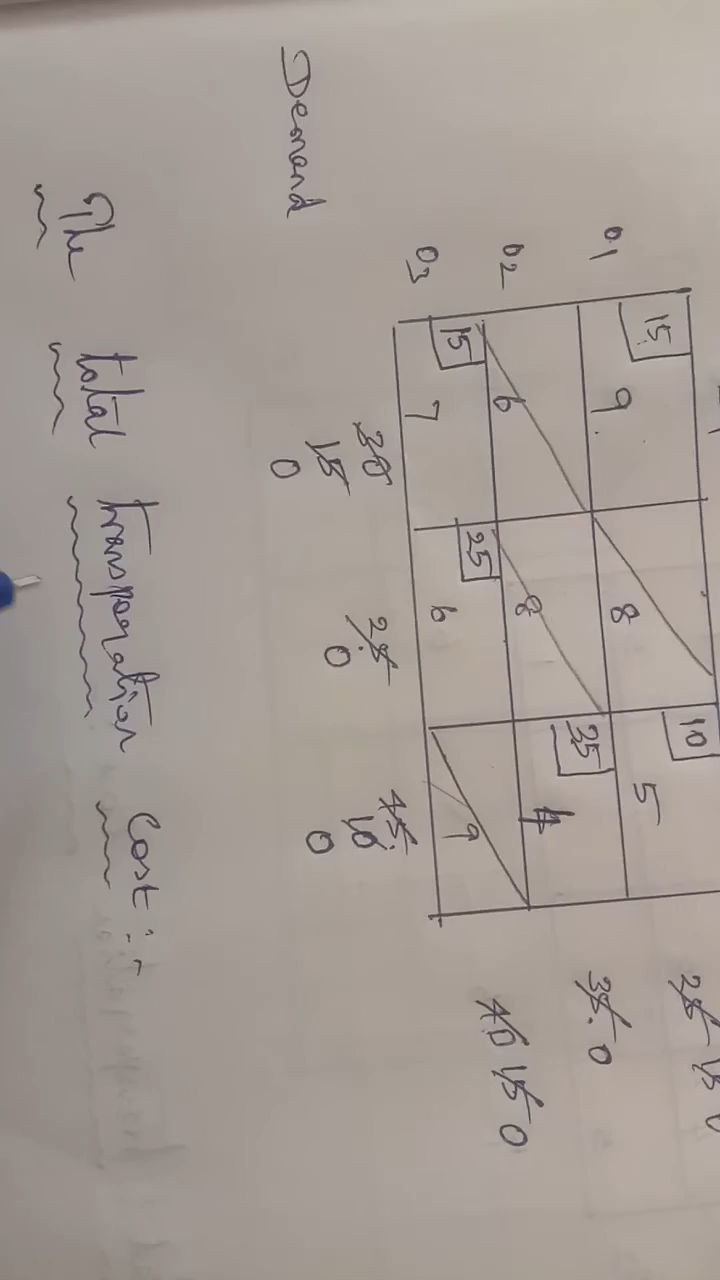 O1 15 9 8 10 5 25 15 0
O2 6 8 35 4 35 0
O3 15 7 25 6 9 40 15 0
Demand 30 25 45
15 0 10
0 0
The total transporation Cost :-